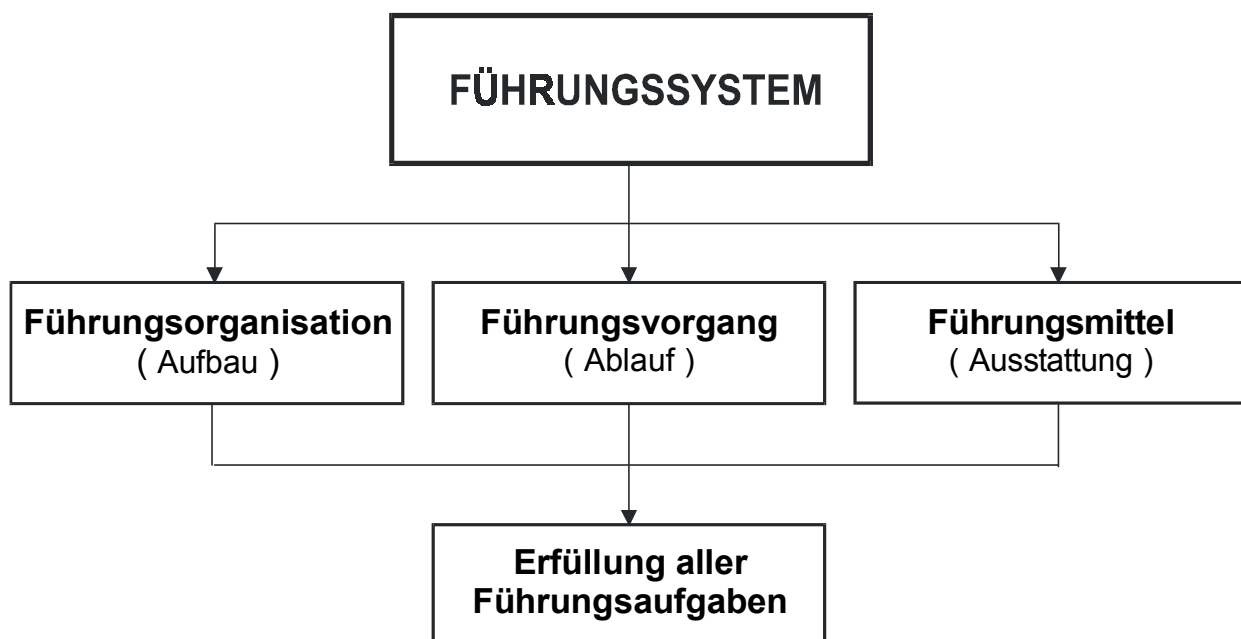 FÜHRUNGSSYSTEM
Führungsorganisation
( Aufbau )
Führungsvorgang
( Ablauf )
Führungsmittel
( Ausstattung )
Erfüllung aller
Führungsaufgaben